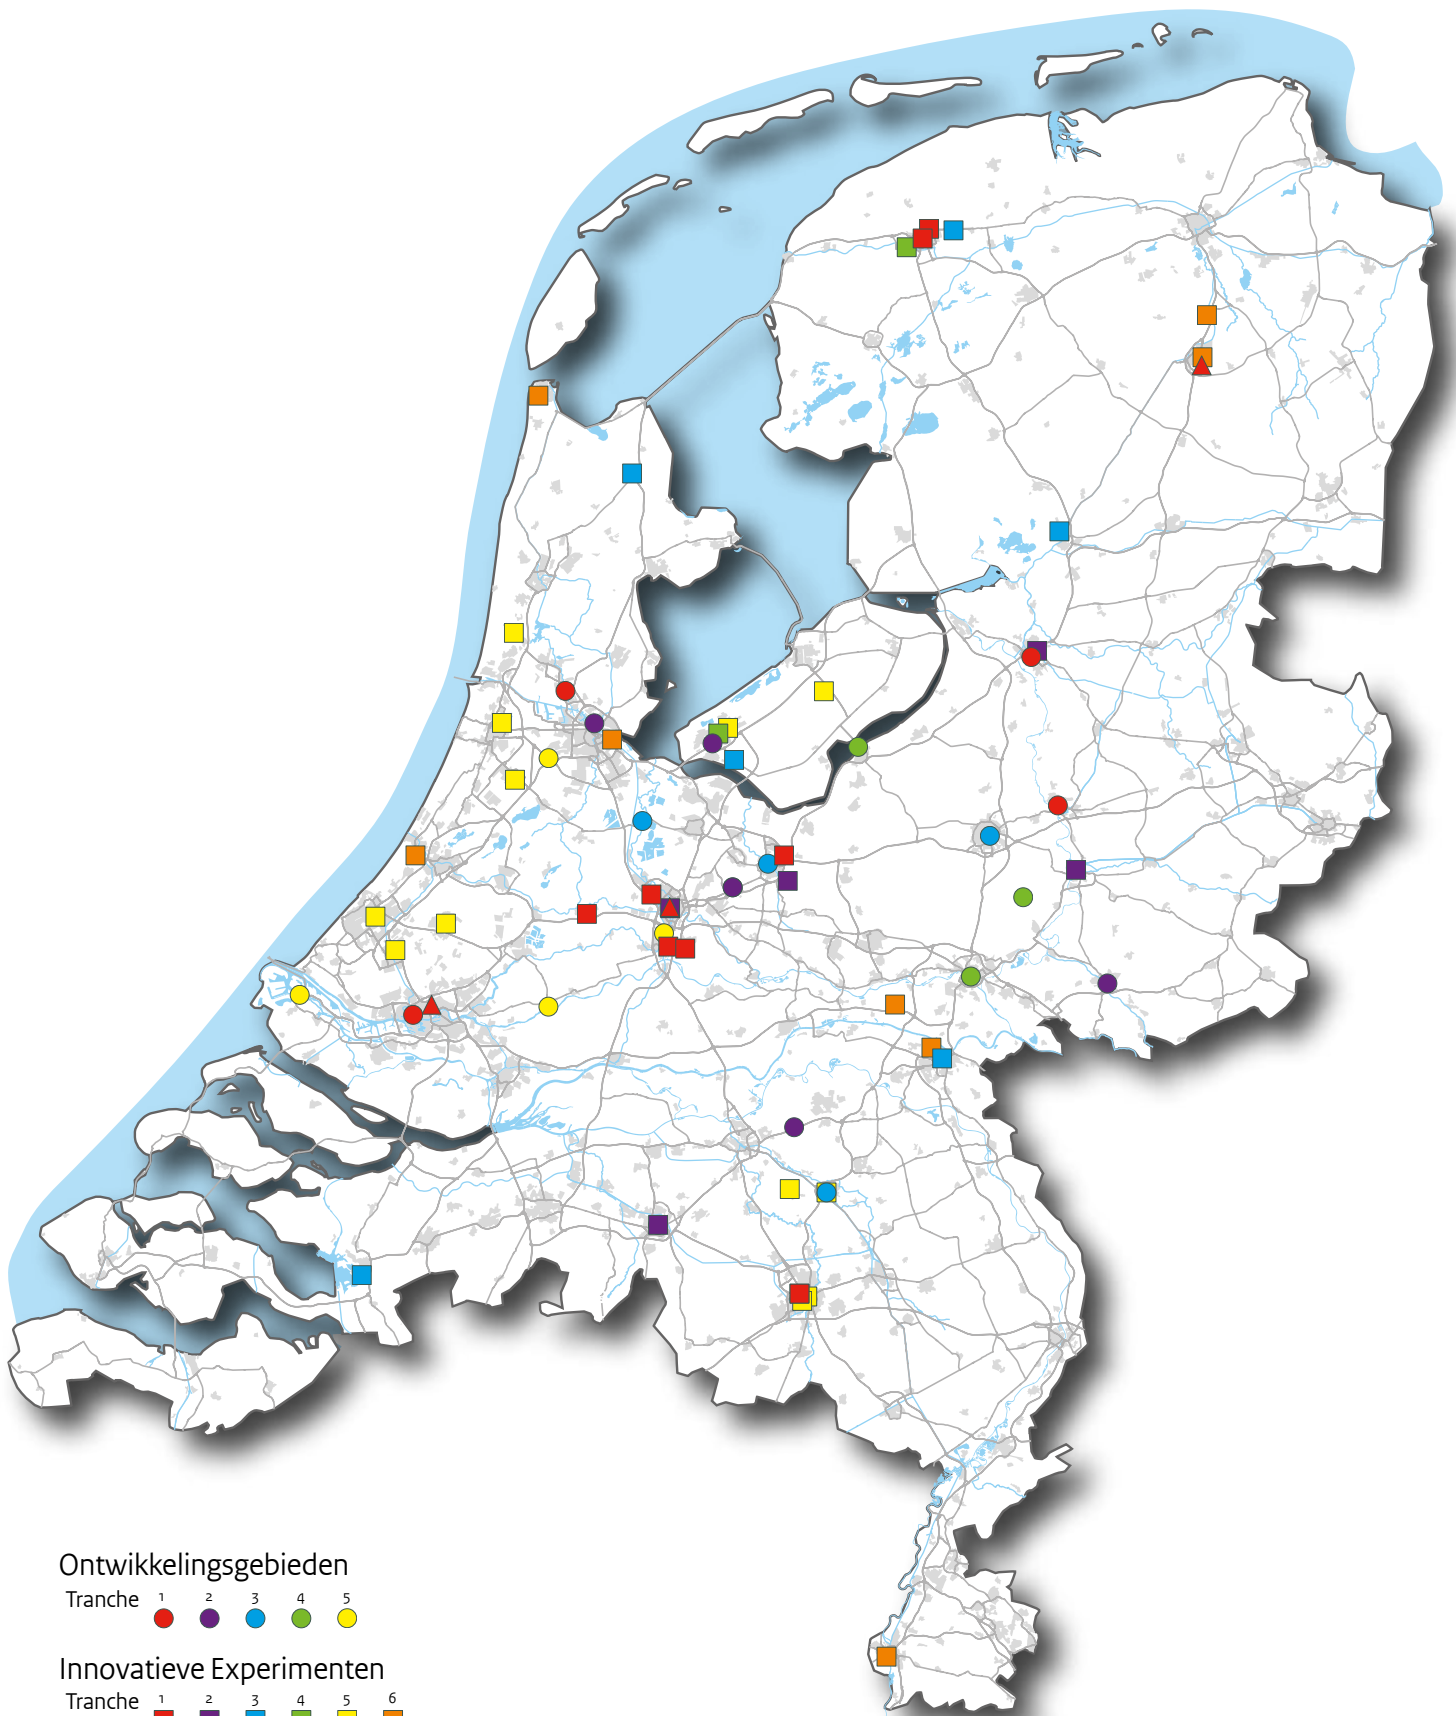 Ontwikkelingsgebieden
Tranche 1 2 3 4 5
Innovatieve Experimenten
Tranche 1 2 3 4 5 6